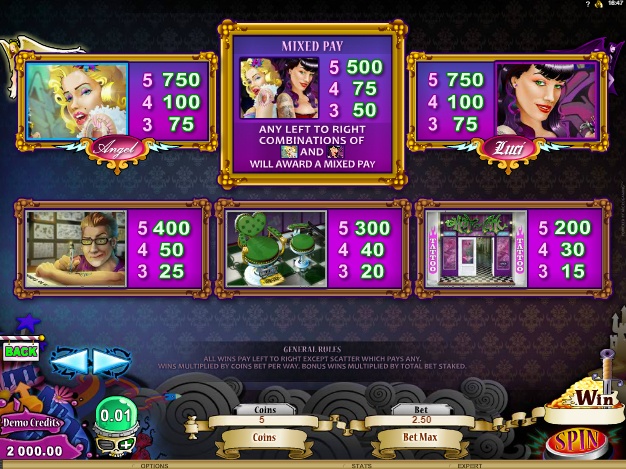 ? 16:47
MIXED PAY
5 750
4 100
3 75
Angel
5 500
4 75
3 50
ANY LEFT TO RIGHT
COMBINATIONS OF
AND
WILL AWARD A MIXED PAY
5 750
4 100
3 75
Luci
5 400
4 50
3 25
5 300
4 40
3 20
TATTOO
TATTOO
5 200
4 30
3 15
GENERAL RULES
ALL WINS PAY LEFT TO RIGHT EXCEPT SCATTER WHICH PAYS ANY.
WINS MULTIPLIED BY COINS BET PER WAY. BONUS WINS MULTIPLIED BY TOTAL BET STAKED.
BACK
Demo Credits
2 000.00
0.01
Coins
5
Coins
Bet
2.50
Bet Max
Win
SPIN
OPTIONS
STATS
EXPERT